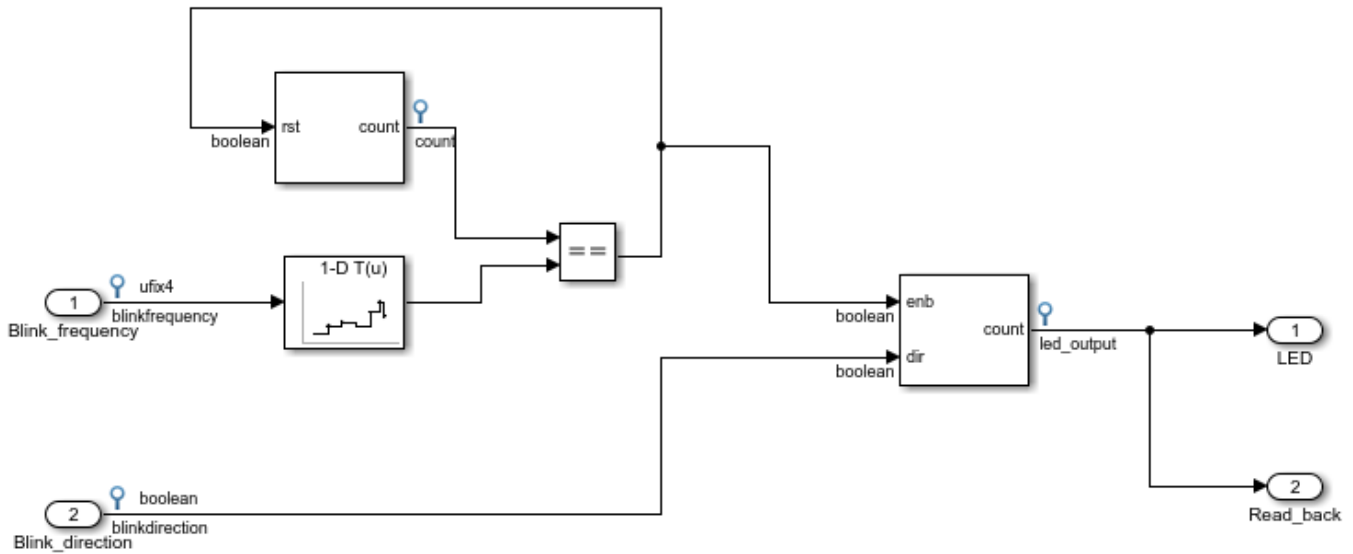 rst
count
boolean
count
1-D T(u)
==
1
ufix4
blinkfrequency
Blink_frequency
enb
boolean
count
dir
boolean
led_output
1
LED
2
boolean
blinkdirection
Blink_direction
2
Read_back